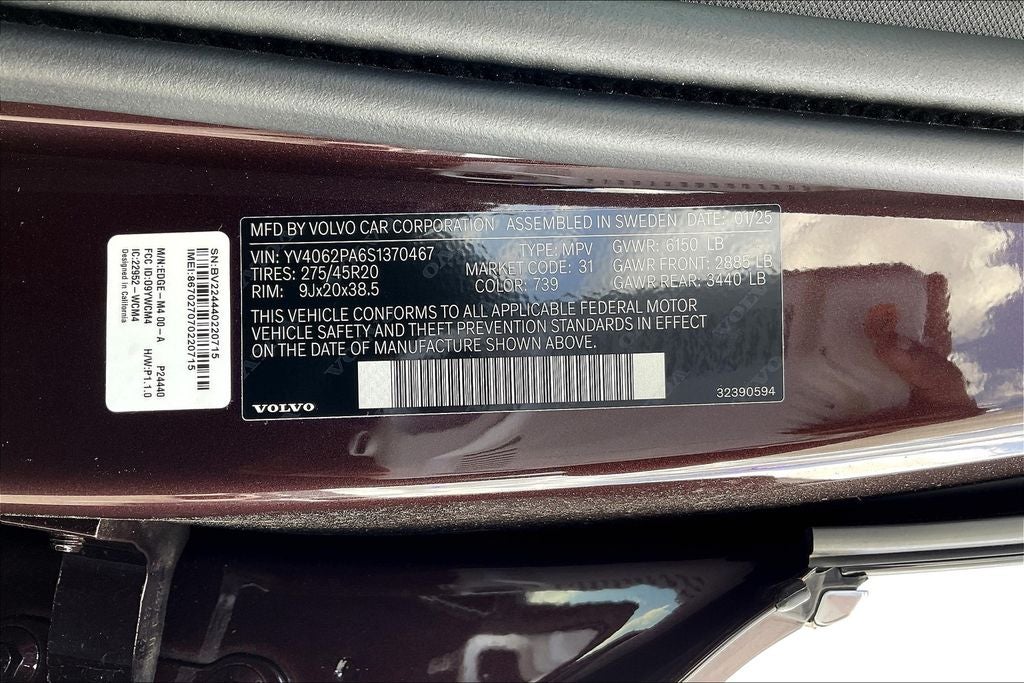 MFD BY VOLVO CAR CORPORATION ASSEMBLED IN SWEDEN DATE: 01/25
VIN: YV4062PA6S1370467 TYPE: MPV GVWR: 6150 LB
TIRES: 275/45R20 MARKET CODE: 31 GAWR FRONT: 2885 LB
RIM: 9Jx20x38.5 COLOR: 739 GAWR REAR: 3440 LB
THIS VEHICLE CONFORMS TO ALL APPLICABLE FEDERAL MOTOR
VEHICLE SAFETY AND THEFT PREVENTION STANDARDS IN EFFECT
ON THE DATE OF MANUFACTURE SHOWN ABOVE.
VOLVO
32390594
SN:BV224440220715
IMEI:867027070220715
M/N:EDGE-M4 00-A P24440
FCC ID:O9YWCM4 H/W:P1.1.0
IC:22952-WCM4
Designed in California